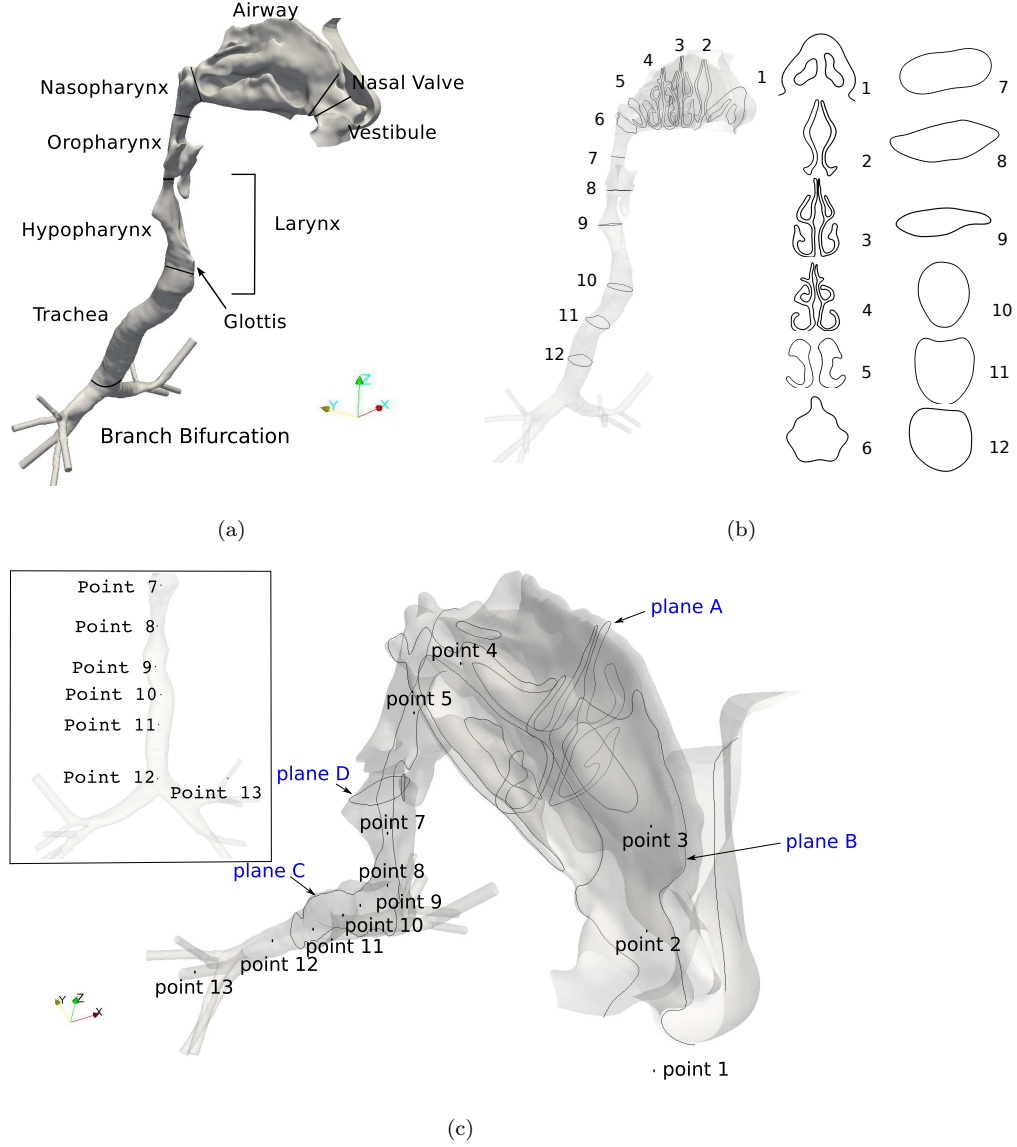 Airway
Nasopharynx
Nasal Valve
Vestibule
Oropharynx
Hypopharynx
Larynx
Glottis
Trachea
Z
Y
X
Branch Bifurcation
(a)
1
2
3
4
5
6
7
8
9
10
11
12
1
2
3
4
5
6
7
8
9
10
11
12
(b)
Point 7
Point 8
Point 9
Point 10
Point 11
Point 12
Point 13
plane A
point 4
point 5
plane D
point 7
point 3
plane B
plane C
point 8
point 9
point 10
point 11
point 12
point 13
point 2
Y
Z
X
point 1
(c)